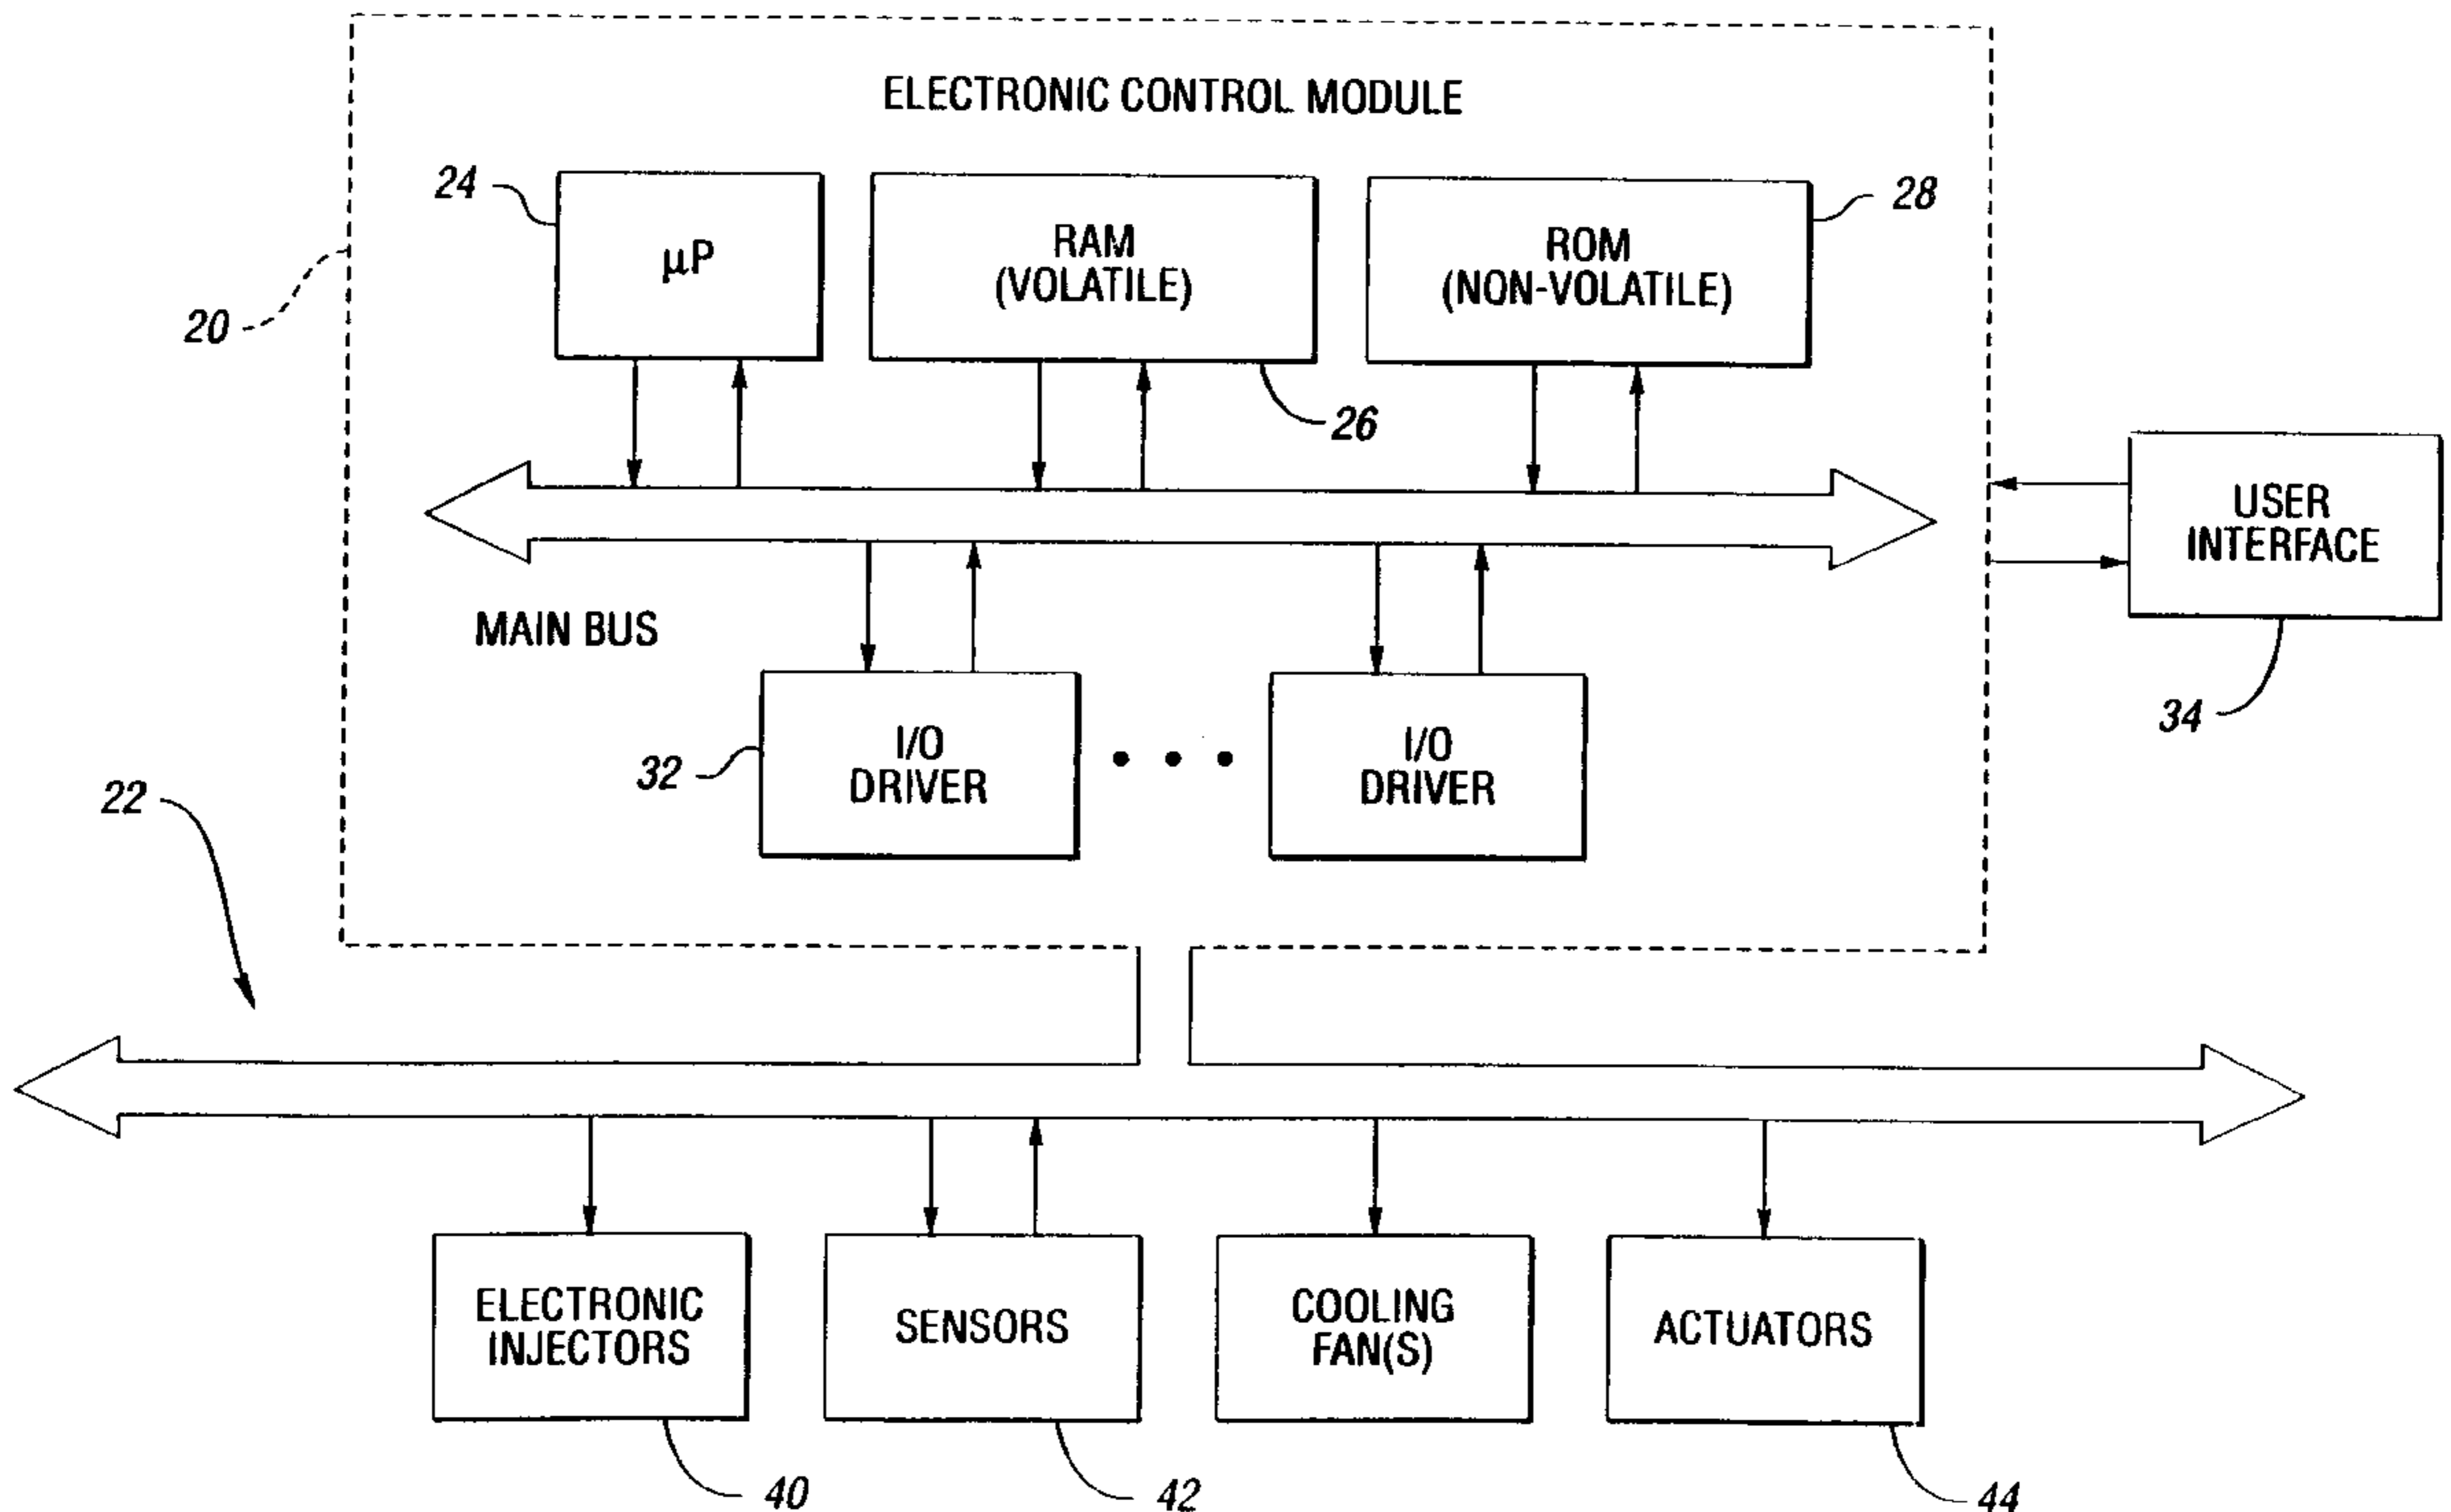 ELECTRONIC CONTROL MODULE
24
μP
RAM
(VOLATILE)
26
ROM
(NON-VOLATILE)
28
20
USER
INTERFACE
34
MAIN BUS
32
I/O
DRIVER
I/O
DRIVER
22
ELECTRONIC
INJECTORS
40
SENSORS
42
COOLING
FAN(S)
ACTUATORS
44